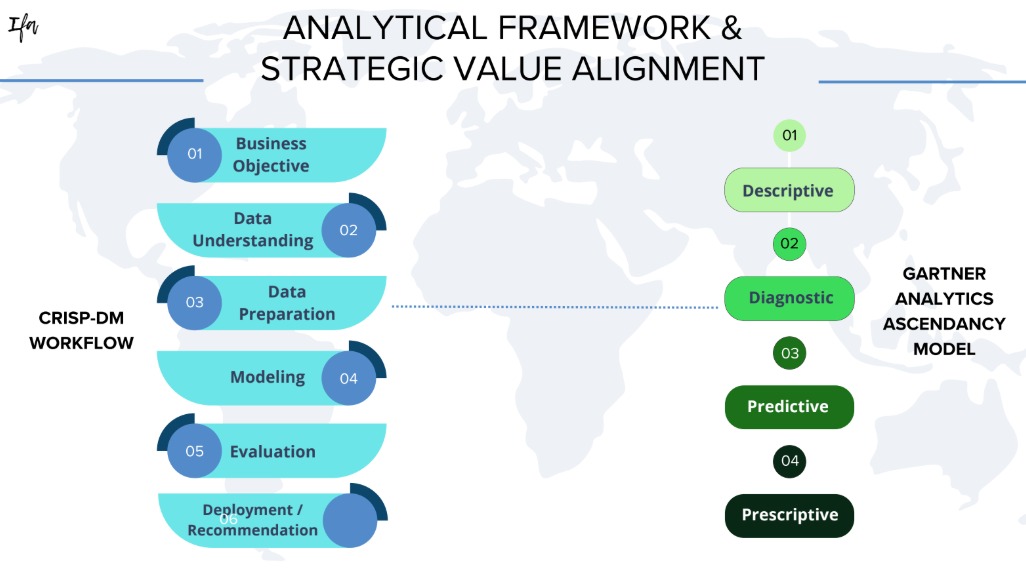 Ifa
ANALYTICAL FRAMEWORK &
STRATEGIC VALUE ALIGNMENT
CRISP-DM
WORKFLOW
01
Business
Objective
Data
Understanding
02
03
Data
Preparation
Modeling
04
05
Evaluation
Deployment /
06
Recommendation
01
Descriptive
02
Diagnostic
03
Predictive
04
Prescriptive
GARTNER
ANALYTICS
ASCENDANCY
MODEL